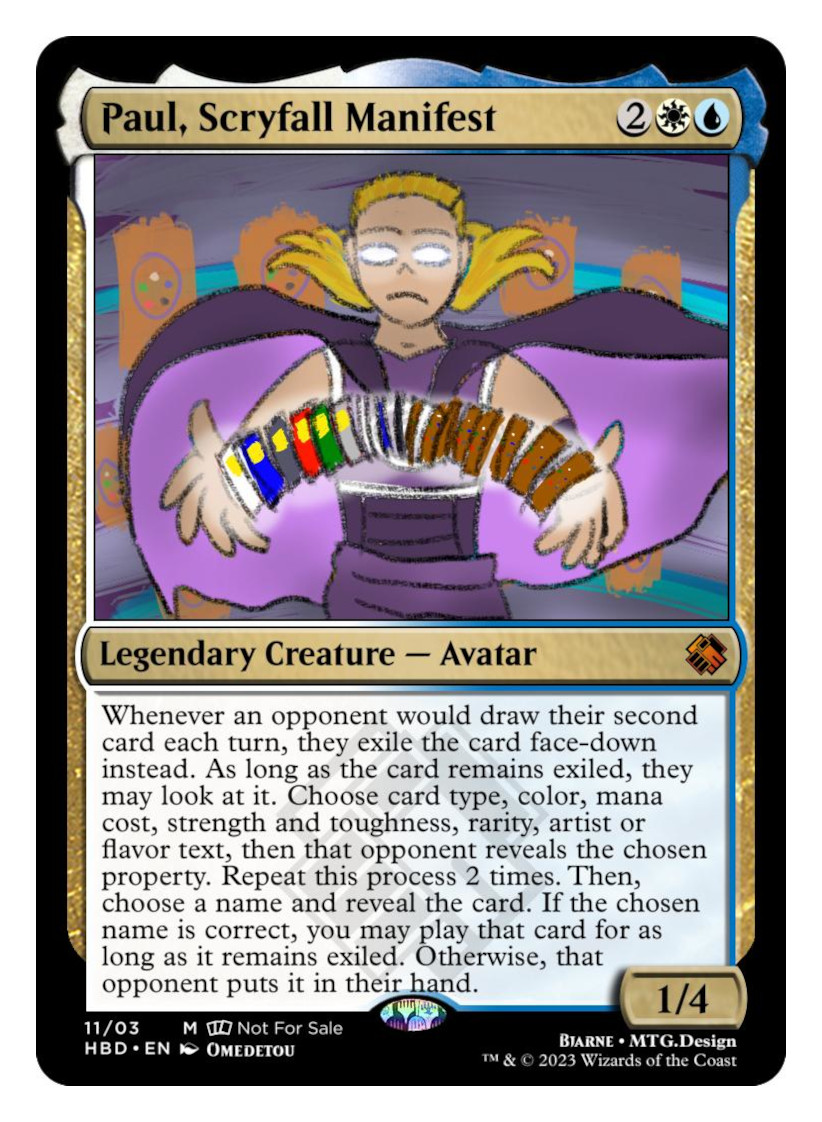 Paul, Scryfall Manifest 2
Legendary Creature — Avatar
Whenever an opponent would draw their second
card each turn, they exile the card face-down
instead. As long as the card remains exiled, they
may look at it. Choose card type, color, mana
cost, strength and toughness, rarity, artist or
flavor text, then that opponent reveals the chosen
property. Repeat this process 2 times. Then,
choose a name and reveal the card. If the chosen
name is correct, you may play that card for as
long as it remains exiled. Otherwise, that
opponent puts it in their hand.
1/4
11/03 M Not For Sale
HBD • EN Omedetou
Bjarne • MTG.Design
™ & © 2023 Wizards of the Coast